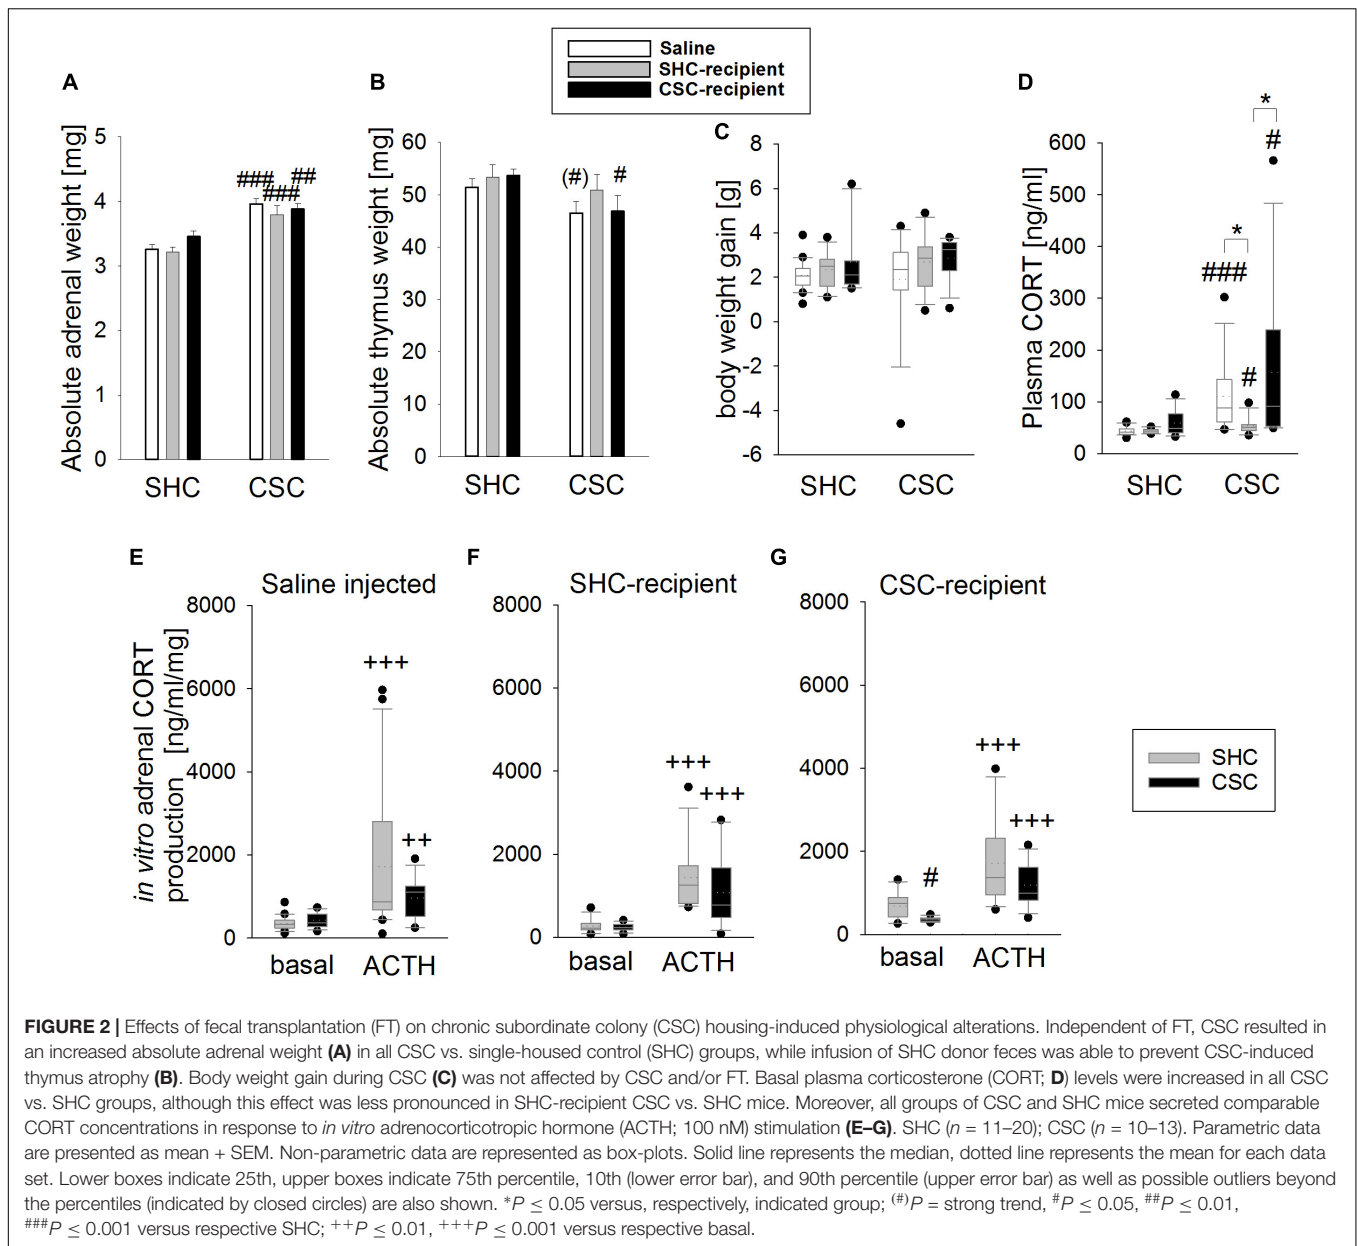 Saline
SHC-recipient
CSC-recipient
A
Absolute adrenal weight [mg]
5
4
3
2
1
0
###
###
##
SHC CSC
B
Absolute thymus weight [mg]
60
50
40
30
20
10
0
(#)
#
SHC CSC
C
body weight gain [g]
8
6
4
2
0
-2
-4
-6
SHC CSC
D
Plasma CORT [ng/ml]
600
500
400
300
200
100
0
*
#
*
###
#
SHC CSC
E
Saline injected
in vitro adrenal CORT
production [ng/ml/mg]
8000
6000
4000
2000
0
+++
++
basal ACTH
F
SHC-recipient
8000
6000
4000
2000
0
+++
+++
basal ACTH
G
CSC-recipient
8000
6000
4000
2000
0
#
+++
+++
basal ACTH
SHC
CSC
FIGURE 2 | Effects of fecal transplantation (FT) on chronic subordinate colony (CSC) housing-induced physiological alterations. Independent of FT, CSC resulted in
an increased absolute adrenal weight (A) in all CSC vs. single-housed control (SHC) groups, while infusion of SHC donor feces was able to prevent CSC-induced
thymus atrophy (B). Body weight gain during CSC (C) was not affected by CSC and/or FT. Basal plasma corticosterone (CORT; D) levels were increased in all CSC
vs. SHC groups, although this effect was less pronounced in SHC-recipient CSC vs. SHC mice. Moreover, all groups of CSC and SHC mice secreted comparable
CORT concentrations in response to in vitro adrenocorticotropic hormone (ACTH; 100 nM) stimulation (E–G). SHC (n = 11–20); CSC (n = 10–13). Parametric data
are presented as mean + SEM. Non-parametric data are represented as box-plots. Solid line represents the median, dotted line represents the mean for each data
set. Lower boxes indicate 25th, upper boxes indicate 75th percentile, 10th (lower error bar), and 90th percentile (upper error bar) as well as possible outliers beyond
the percentiles (indicated by closed circles) are also shown. *P ≤ 0.05 versus, respectively, indicated group; (#)P = strong trend, #P ≤ 0.05, ##P ≤ 0.01,
###P ≤ 0.001 versus respective SHC; ++P ≤ 0.01, +++P ≤ 0.001 versus respective basal.